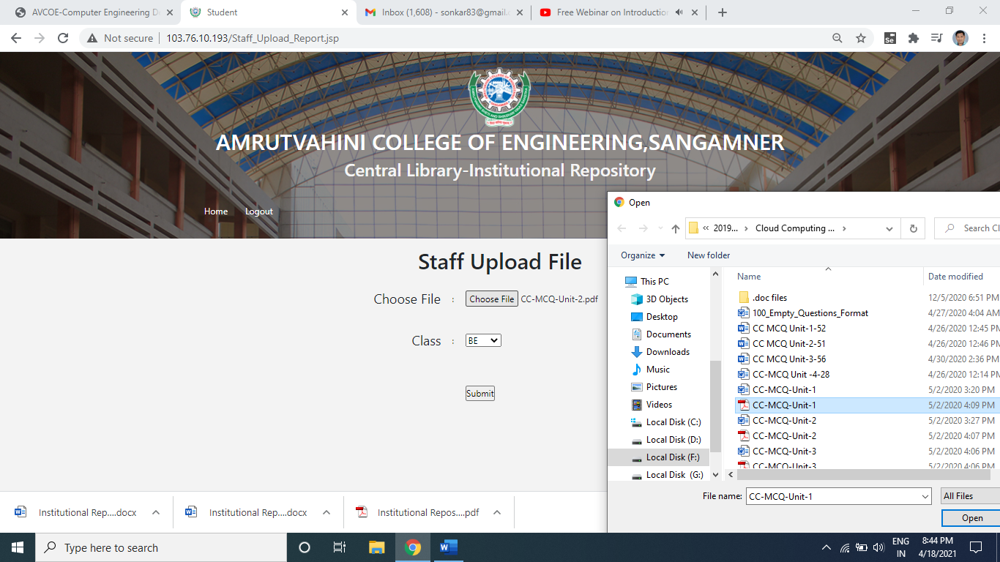 AVCOE-Computer Engineering D
Student
Inbox (1,608) - sonkar83@gmail.
Free Webinar on Introduction
Not secure
103.76.10.193/Staff_Upload_Report.jsp
AMRUTVAHINI COLLEGE OF ENGINEERING,SANGAMNER
Central Library-Institutional Repository
Home
Logout
Staff Upload File
Choose File : Choose File CC-MCQ-Unit-2.pdf
Class : BE
Submit
Open
« 2019... › Cloud Computing ... ›
Search Cl
Organize
New folder
This PC
3D Objects
Desktop
Documents
Downloads
Music
Pictures
Videos
Local Disk (C:)
Local Disk (D:)
Local Disk (F:)
Local Disk (G:)
Name Date modified
.doc files 12/5/2020 6:51 PM
100_Empty_Questions_Format 4/27/2020 4:04 AM
CC MCQ Unit-1-52 4/26/2020 12:45 PM
CC MCQ Unit-2-51 4/26/2020 12:46 PM
CC MCQ Unit-3-56 4/30/2020 2:36 PM
CC-MCQ Unit -4-28 4/26/2020 12:14 PM
CC-MCQ-Unit-1 5/2/2020 3:20 PM
CC-MCQ-Unit-1 5/2/2020 4:09 PM
CC-MCQ-Unit-2 5/2/2020 3:27 PM
CC-MCQ-Unit-2 5/2/2020 4:07 PM
CC-MCQ-Unit-3 5/2/2020 4:06 PM
CC-MCQ-Unit-3 5/2/2020 4:06 PM
File name: CC-MCQ-Unit-1
All Files
Open
Institutional Rep....docx
Institutional Rep....docx
Institutional Repos....pdf
Type here to search
ENG
IN
8:44 PM
4/18/2021